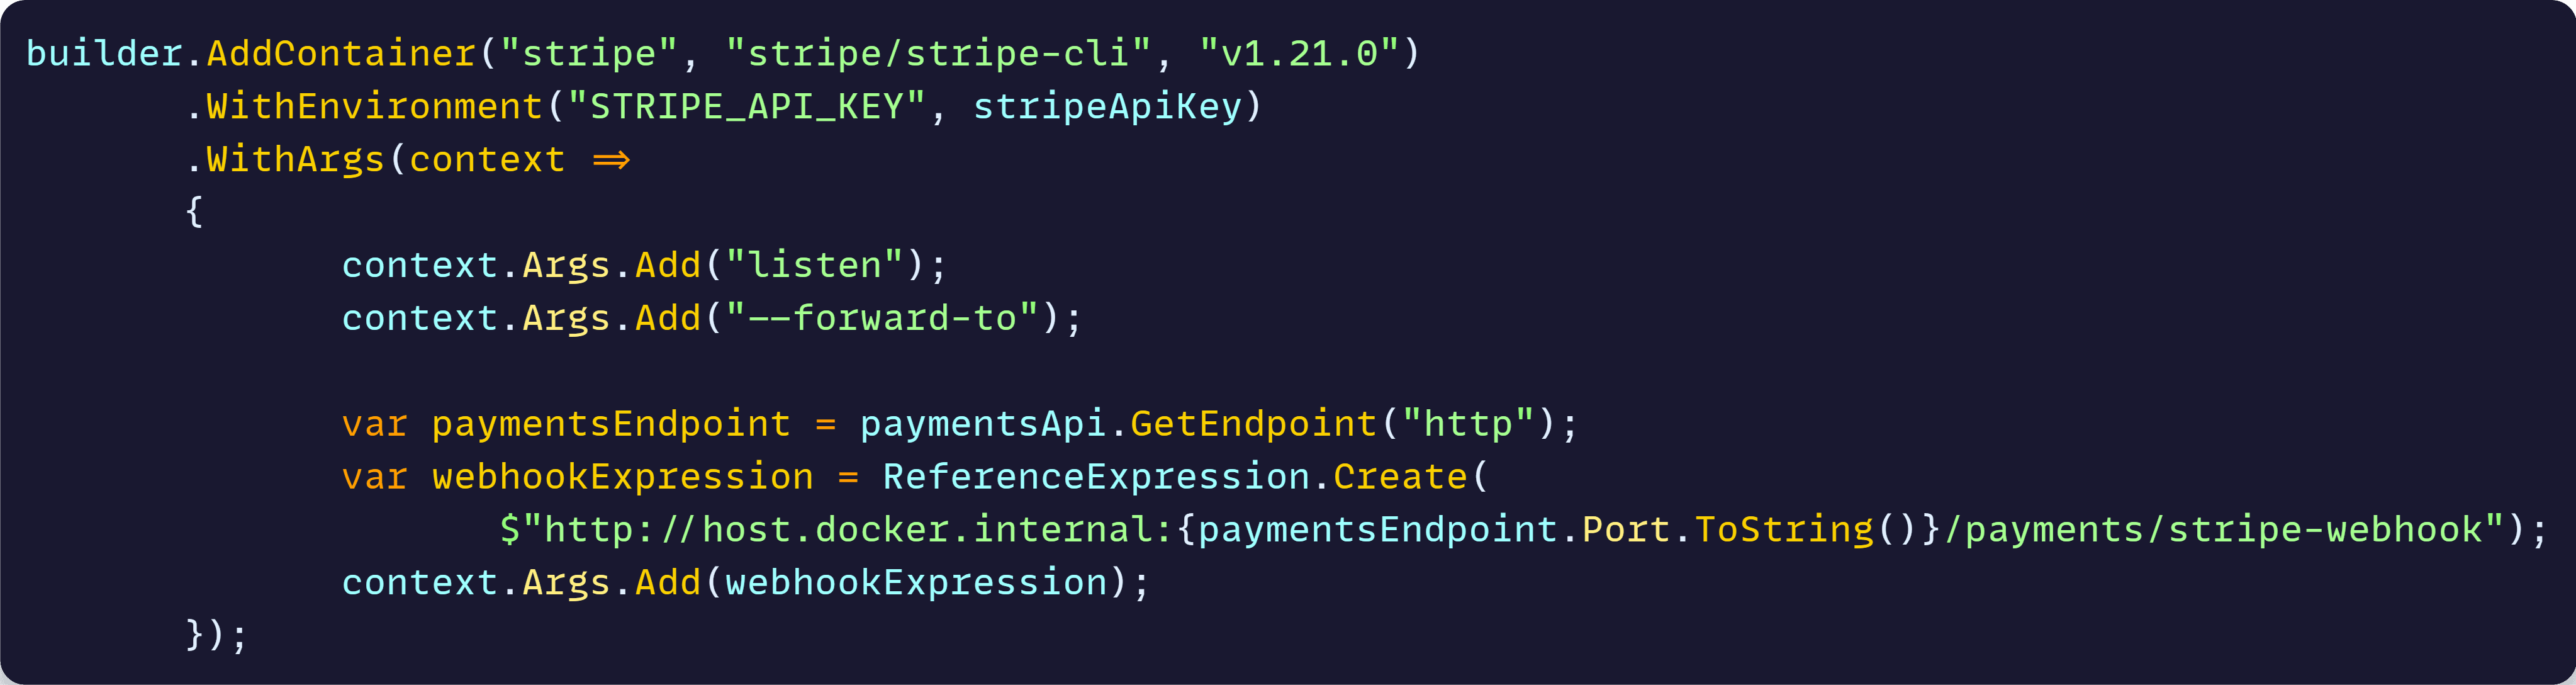 builder.AddContainer("stripe", "stripe/stripe-cli", "v1.21.0")
.WithEnvironment("STRIPE_API_KEY", stripeApiKey)
.WithArgs(context =>
{
context.Args.Add("listen");
context.Args.Add("--forward-to");
var paymentsEndpoint = paymentsApi.GetEndpoint("http");
var webhookExpression = ReferenceExpression.Create(
$"http://host.docker.internal:{paymentsEndpoint.Port.ToString()}/payments/stripe-webhook");
context.Args.Add(webhookExpression);
});